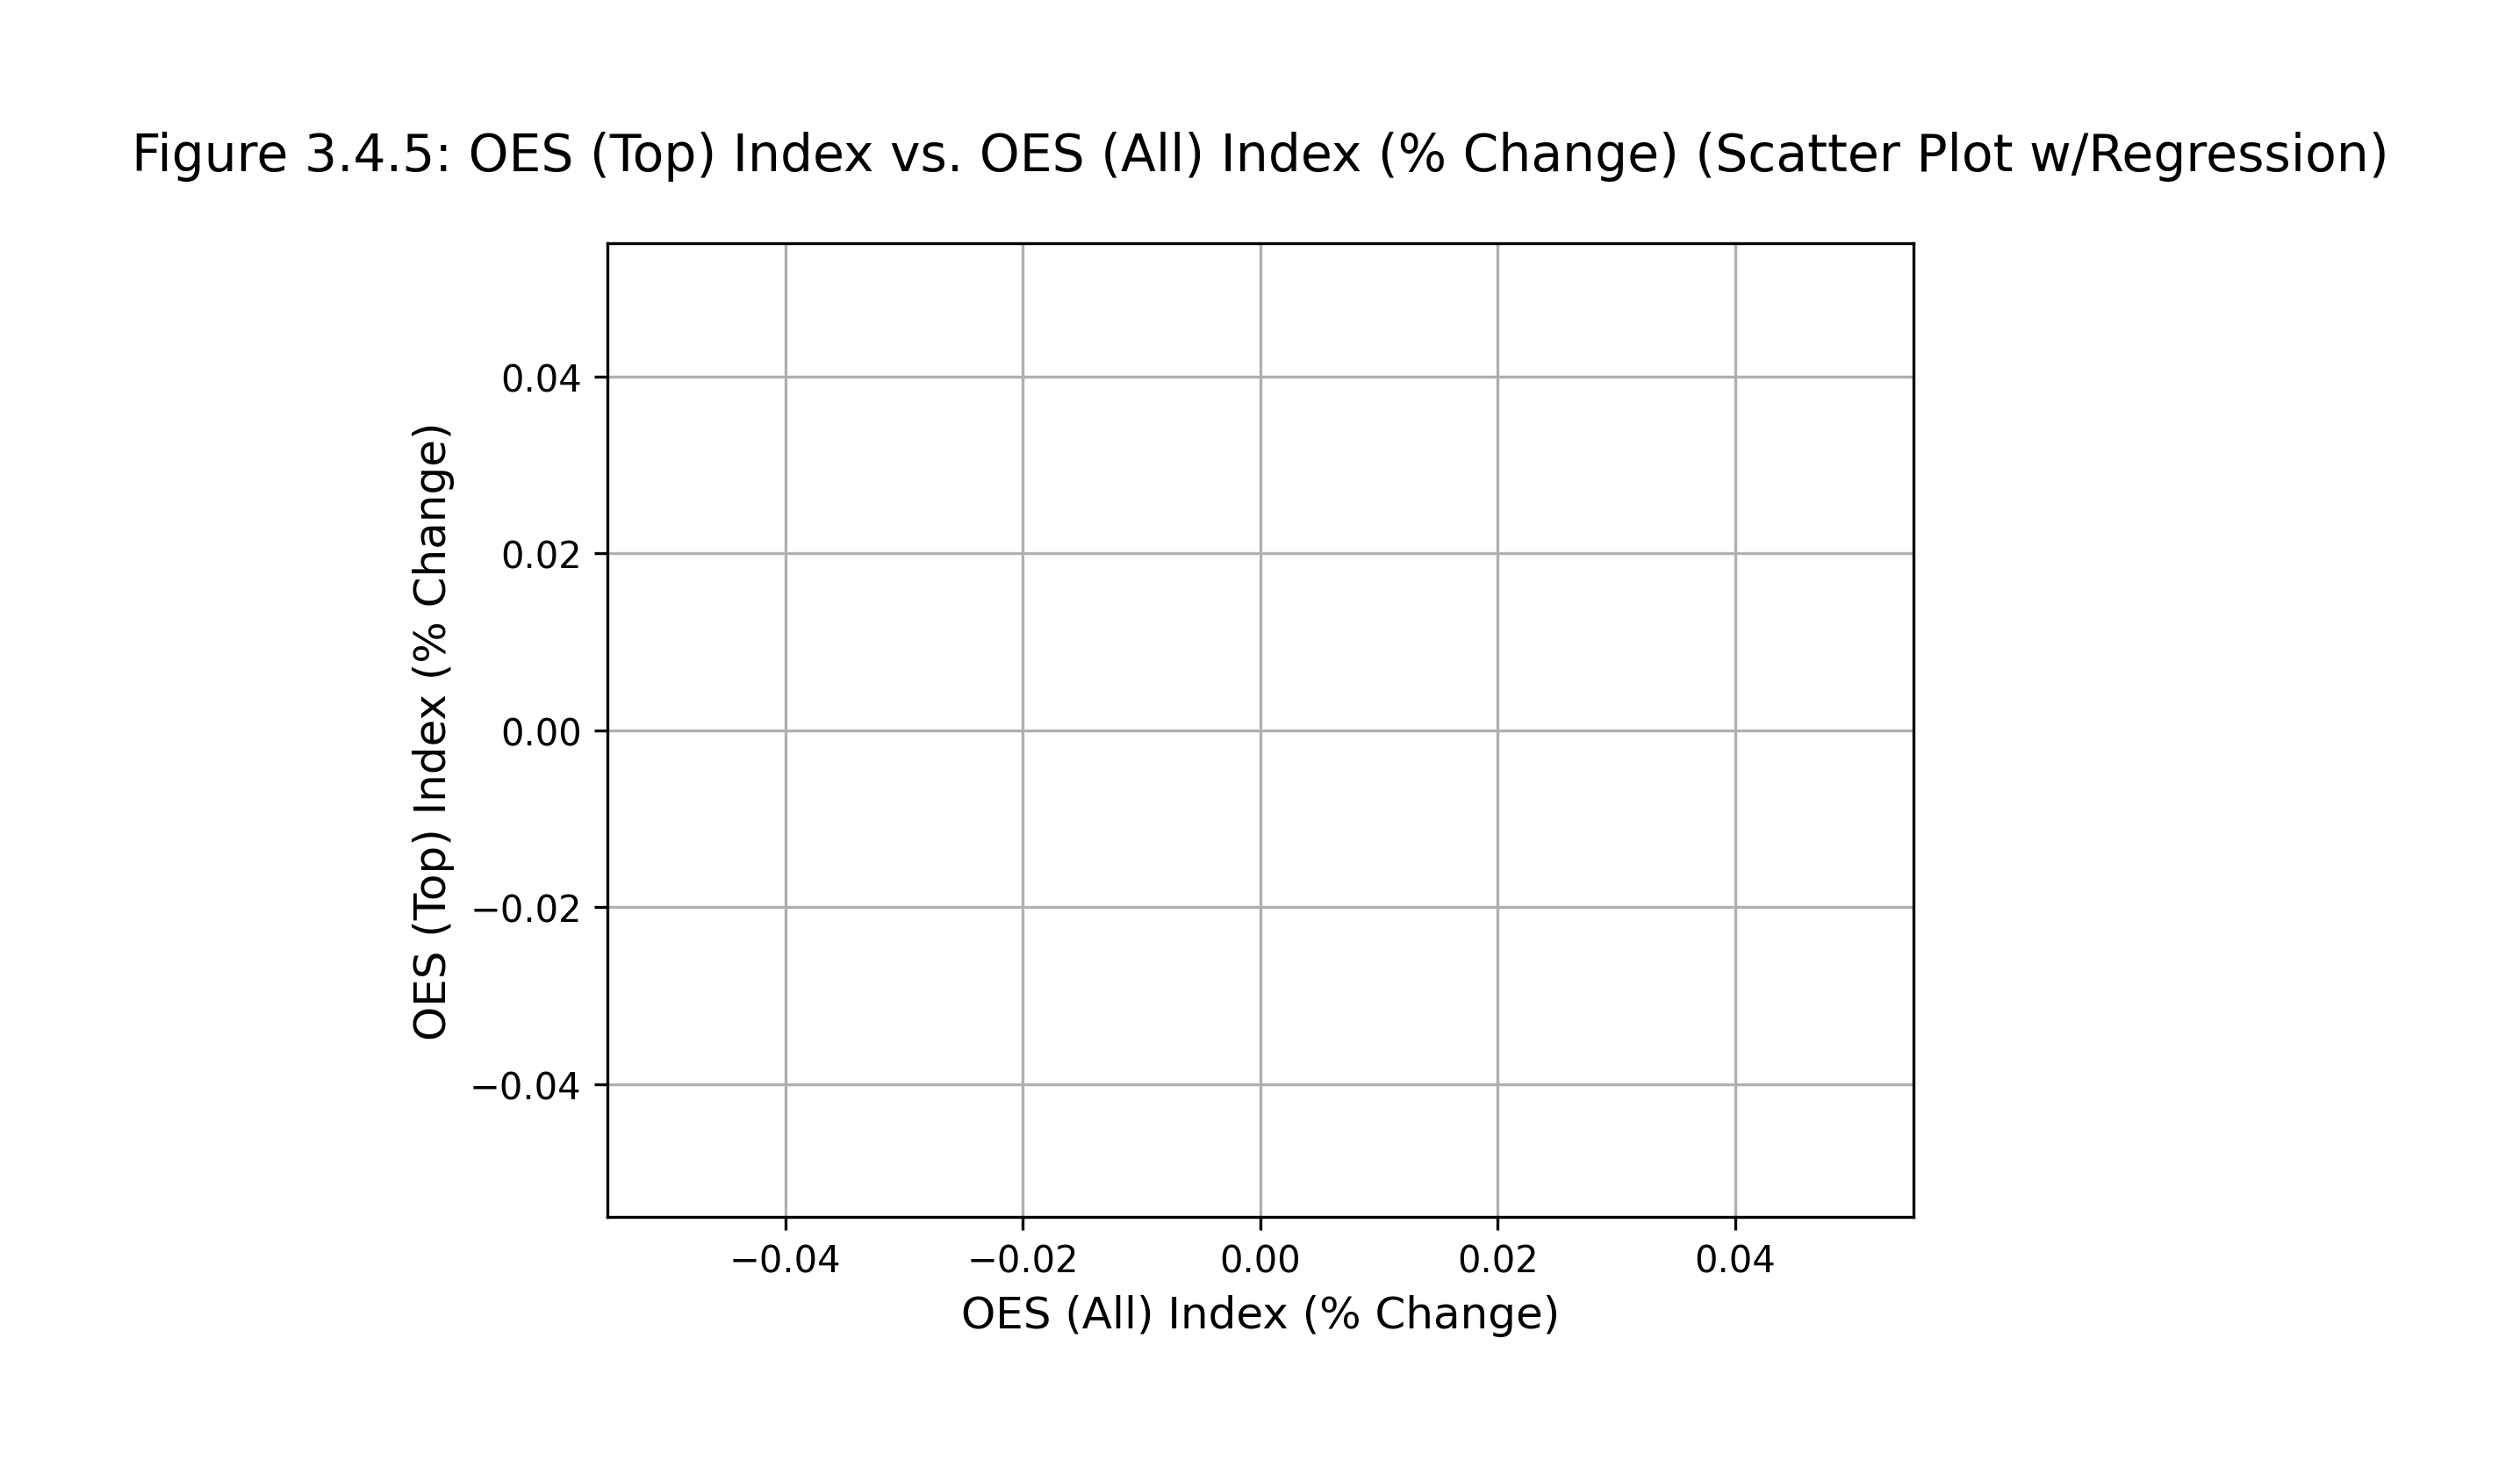 Figure 3.4.5: OES (Top) Index vs. OES (All) Index (% Change) (Scatter Plot w/Regression)
OES (Top) Index (% Change)
0.04
0.02
0.00
−0.02
−0.04
−0.04 −0.02 0.00 0.02 0.04
OES (All) Index (% Change)